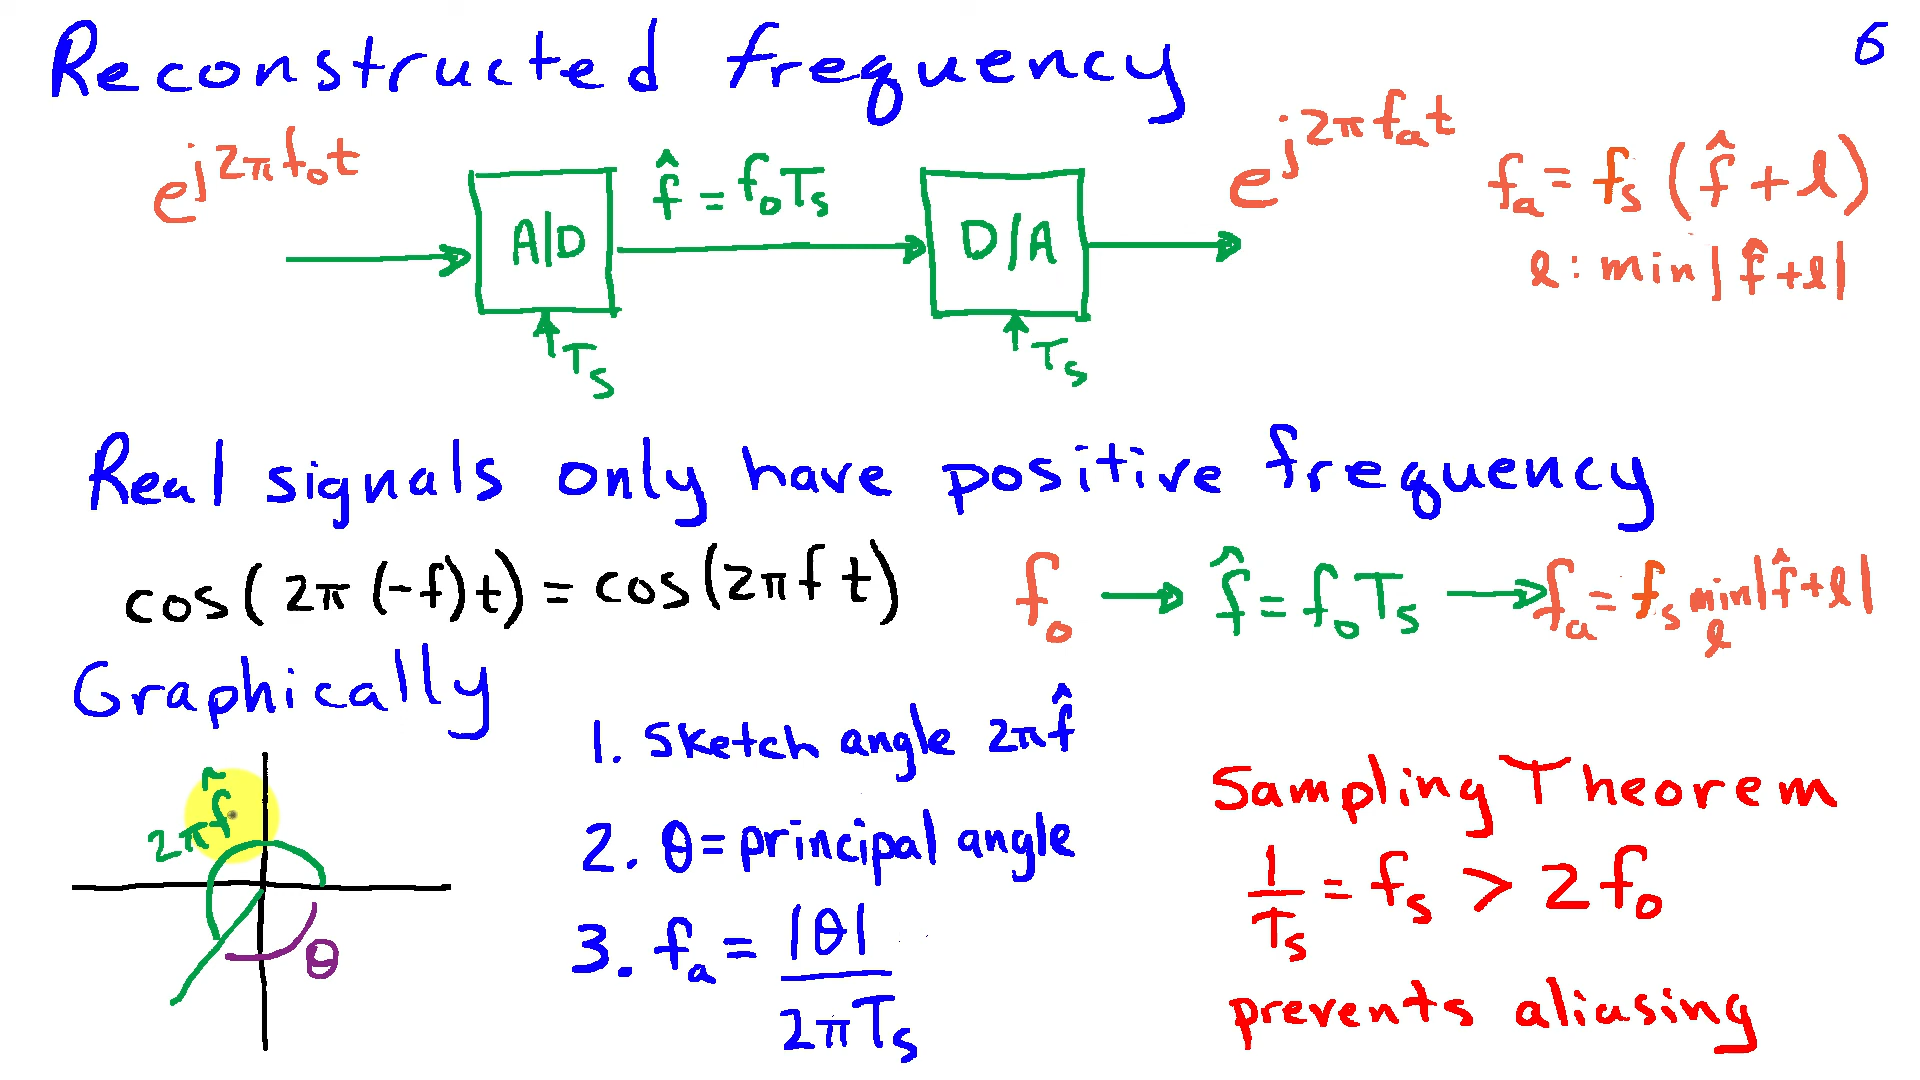 Reconstructed frequency
6
e^{j2πf₀t}
A/D
f̂ = f₀Tₛ
D/A
e^{j2πfₐt}
fₐ = fₛ (f̂ + l)
l : min |f̂ + l|
Tₛ
Tₛ
Real signals only have positive frequency
cos(2π(-f)t) = cos(2πft)
f₀ → f̂ = f₀Tₛ → fₐ = fₛ min_l |f̂ + l|
Graphically
2πf̂
θ
1. Sketch angle 2πf̂
2. θ = principal angle
3. fₐ = |θ| / 2πTₛ
Sampling Theorem
1/Tₛ = fₛ > 2f₀
prevents aliasing